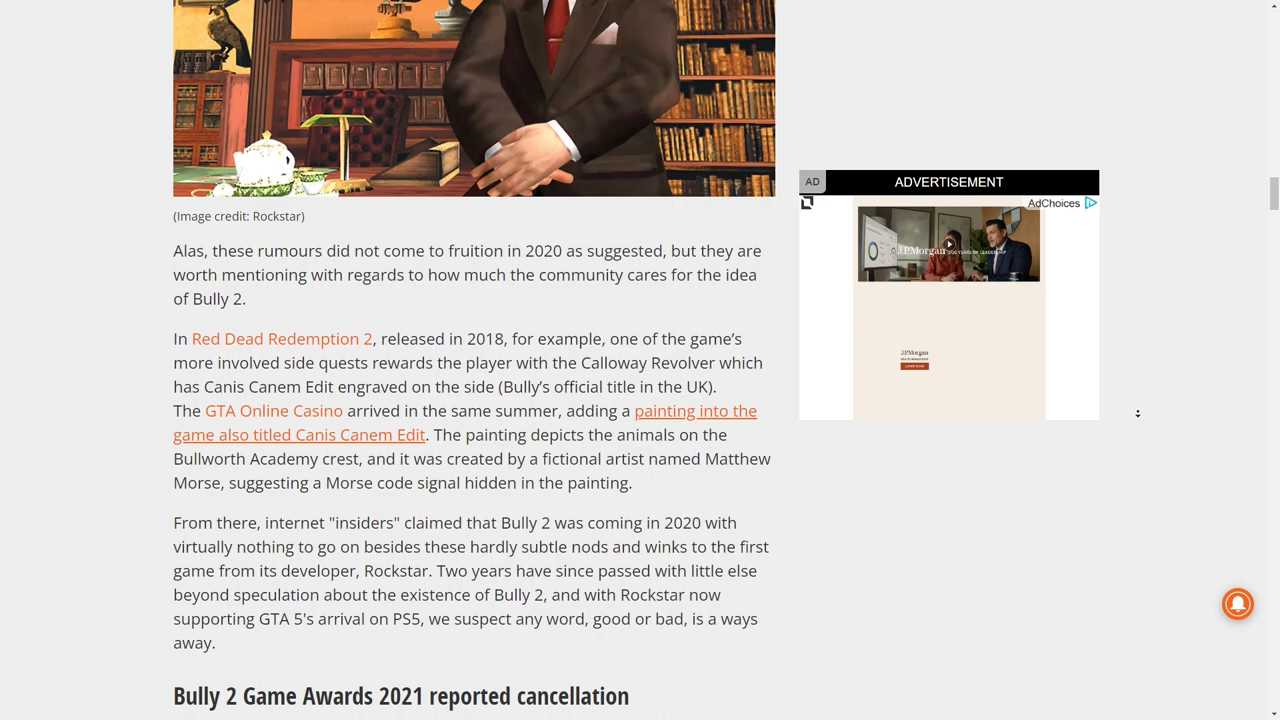 (Image credit: Rockstar)
Alas, these rumours did not come to fruition in 2020 as suggested, but they are
worth mentioning with regards to how much the community cares for the idea
of Bully 2.
In Red Dead Redemption 2, released in 2018, for example, one of the game’s
more involved side quests rewards the player with the Calloway Revolver which
has Canis Canem Edit engraved on the side (Bully’s official title in the UK).
The GTA Online Casino arrived in the same summer, adding a painting into the
game also titled Canis Canem Edit. The painting depicts the animals on the
Bullworth Academy crest, and it was created by a fictional artist named Matthew
Morse, suggesting a Morse code signal hidden in the painting.
From there, internet "insiders" claimed that Bully 2 was coming in 2020 with
virtually nothing to go on besides these hardly subtle nods and winks to the first
game from its developer, Rockstar. Two years have since passed with little else
beyond speculation about the existence of Bully 2, and with Rockstar now
supporting GTA 5's arrival on PS5, we suspect any word, good or bad, is a ways
away.
Bully 2 Game Awards 2021 reported cancellation
AD
ADVERTISEMENT
AdChoices
J.P.Morgan
J.P.Morgan
LEARN MORE